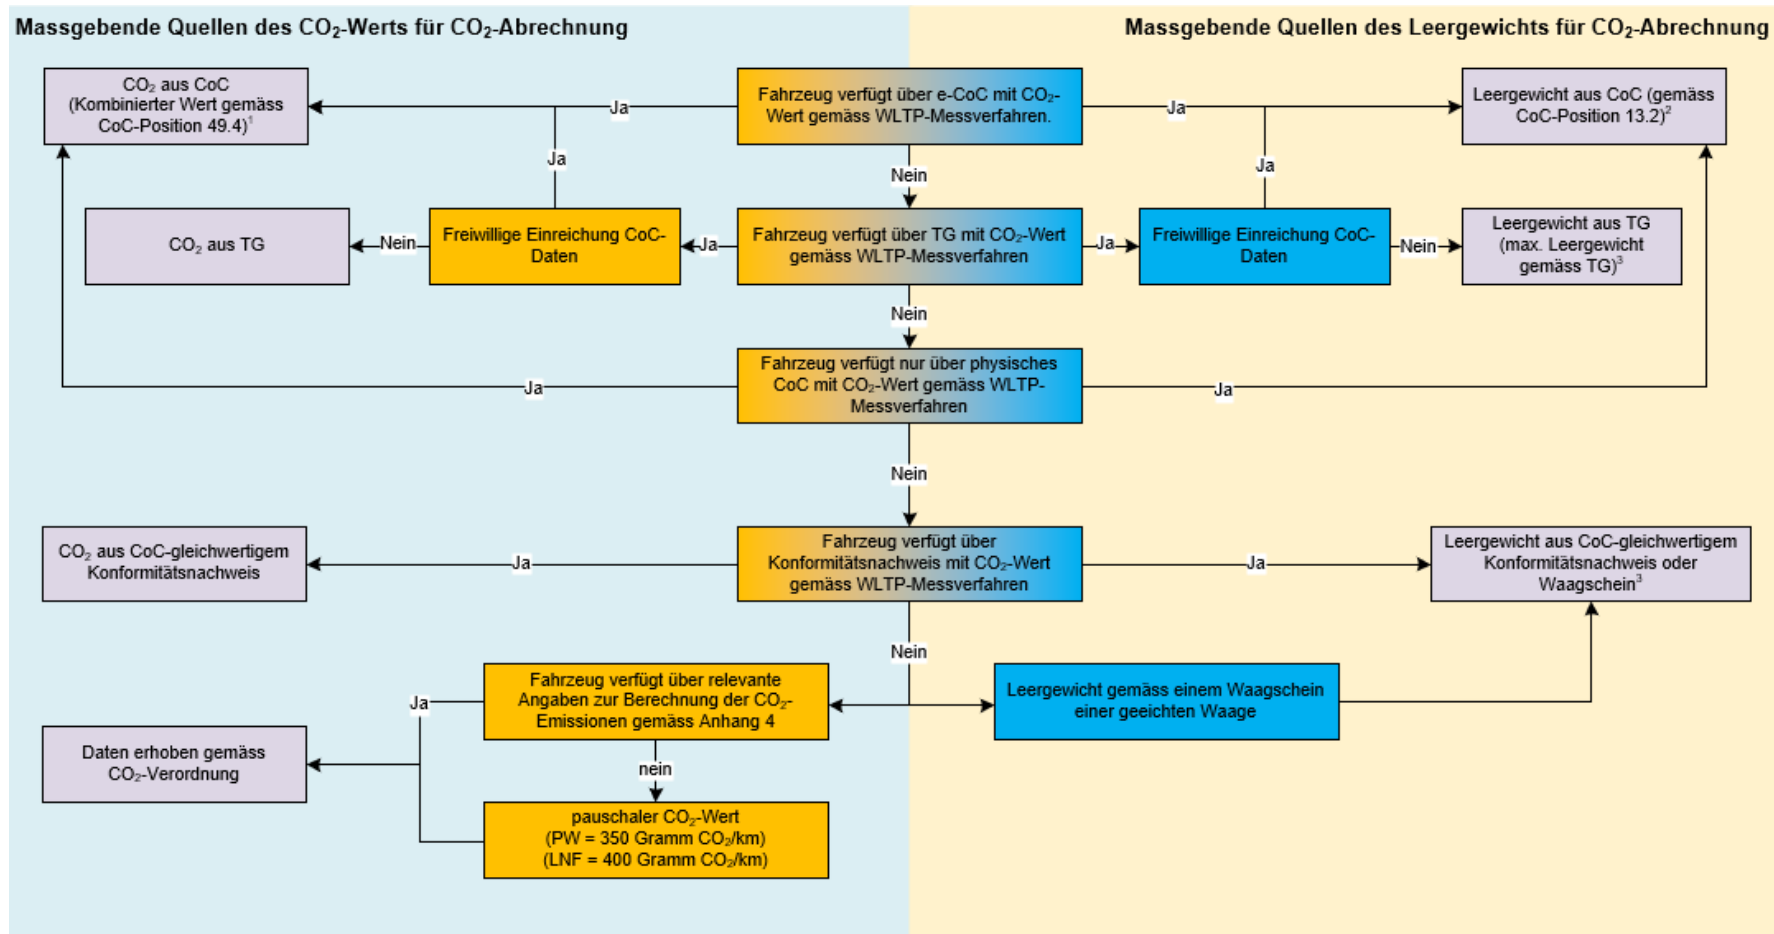 Massgebende Quellen des CO₂-Werts für CO₂-Abrechnung
Massgebende Quellen des Leergewichts für CO₂-Abrechnung
CO₂ aus CoC
(Kombinierter Wert gemäss
CoC-Position 49.4)¹
Ja
Fahrzeug verfügt über e-CoC mit CO₂-
Wert gemäss WLTP-Messverfahren.
Ja
Leergewicht aus CoC (gemäss
CoC-Position 13.2)²
Ja
Nein
Ja
CO₂ aus TG
Nein
Freiwillige Einreichung CoC-
Daten
Ja
Fahrzeug verfügt über TG mit CO₂-Wert
gemäss WLTP-Messverfahren
Ja
Freiwillige Einreichung CoC-
Daten
Nein
Leergewicht aus TG
(max. Leergewicht
gemäss TG)³
Nein
Ja
Fahrzeug verfügt nur über physisches
CoC mit CO₂-Wert gemäss WLTP-
Messverfahren
Ja
Nein
CO₂ aus CoC-gleichwertigem
Konformitätsnachweis
Ja
Fahrzeug verfügt über
Konformitätsnachweis mit CO₂-Wert
gemäss WLTP-Messverfahren
Ja
Leergewicht aus CoC-gleichwertigem
Konformitätsnachweis oder
Waagschein³
Nein
Ja
Fahrzeug verfügt über relevante
Angaben zur Berechnung der CO₂-
Emissionen gemäss Anhang 4
Leergewicht gemäss einem Waagschein
einer geeichten Waage
Daten erhoben gemäss
CO₂-Verordnung
nein
pauschaler CO₂-Wert
(PW = 350 Gramm CO₂/km)
(LNF = 400 Gramm CO₂/km)